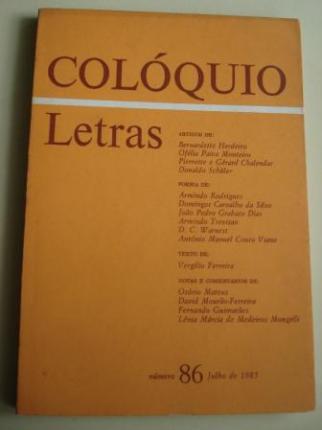 COLÓQUIO
Letras
ARTIGOS DE:
Bernardette Herdeiro
Ofélia Paiva Monteiro
Pierrette e Gérard Chalendar
Donaldo Schüler
POEMAS DE:
Armindo Rodrigues
Domingos Carvalho da Silva
João Pedro Grabato Dias
Armindo Trevisan
D. C. Warnest
António Manuel Couto Viana
TEXTO DE:
Vergílio Ferreira
NOTAS E COMENTÁRIOS DE:
Osório Mateus
David Mourão-Ferreira
Fernando Guimarães
Lênia Márcia de Medeiros Mongelli
número 86 Julho de 1985